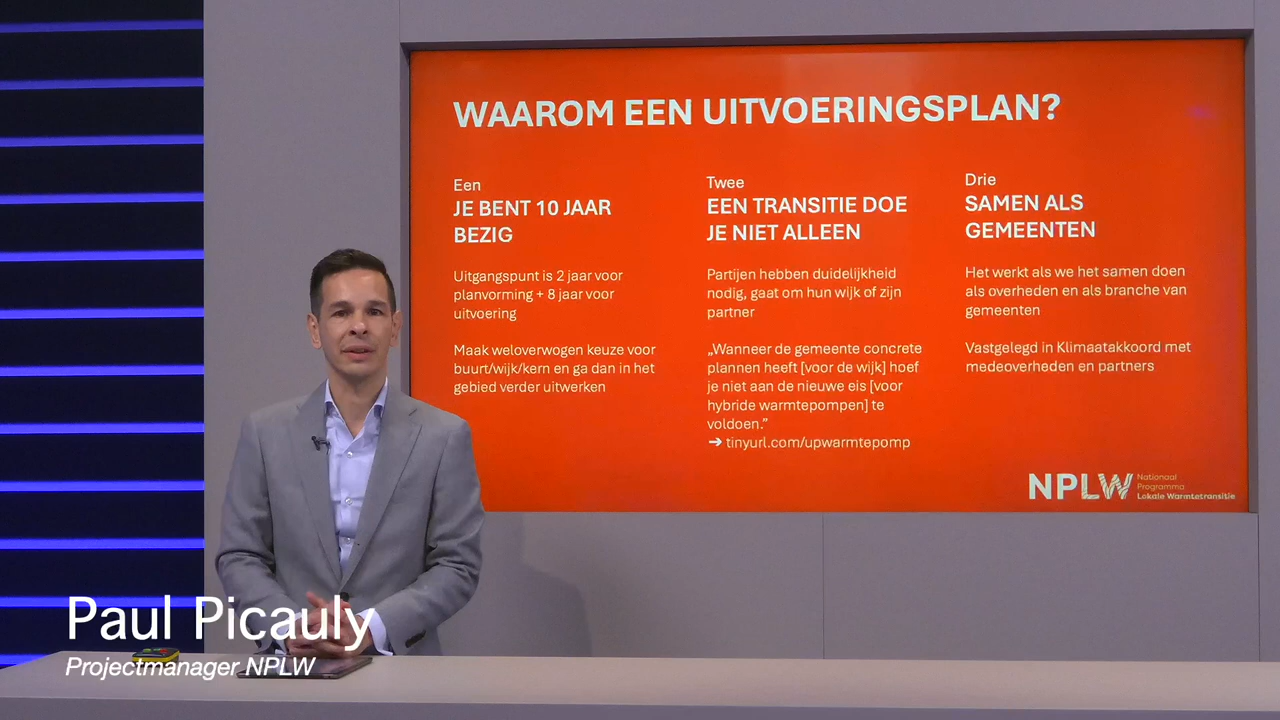 WAAROM EEN UITVOERINGSPLAN?
Een
JE BENT 10 JAAR
BEZIG
Uitgangspunt is 2 jaar voor
planvorming + 8 jaar voor
uitvoering
Maak weloverwogen keuze voor
buurt/wijk/kern en ga dan in het
gebied verder uitwerken
Twee
EEN TRANSITIE DOE
JE NIET ALLEEN
Partijen hebben duidelijkheid
nodig, gaat om hun wijk of zijn
partner
„Wanneer de gemeente concrete
plannen heeft [voor de wijk] hoef
je niet aan de nieuwe eis [voor
hybride warmtepompen] te
voldoen.”
➔ tinyurl.com/upwarmtepomp
Drie
SAMEN ALS
GEMEENTEN
Het werkt als we het samen doen
als overheden en als branche van
gemeenten
Vastgelegd in Klimaatakkoord met
medeoverheden en partners
NPLW
Nationaal
Programma
Lokale Warmtetransitie
Paul Picauly
Projectmanager NPLW